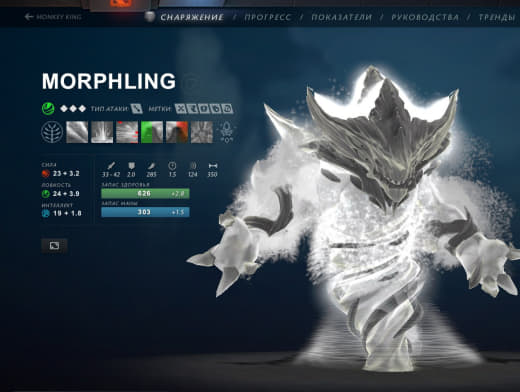 MONKEY KING
СНАРЯЖЕНИЕ / ПРОГРЕСС / ПОКАЗАТЕЛИ / РУКОВОДСТВА / ТРЕНДЫ
MORPHLING
ТИП АТАКИ: МЕТКИ:
СИЛА
23 + 3.2
ЛОВКОСТЬ
24 + 3.9
ИНТЕЛЛЕКТ
19 + 1.8
33 - 42 2.0 285 1.5 124 350
ЗАПАС ЗДОРОВЬЯ
626 +2.8
ЗАПАС МАНЫ
303 +1.5